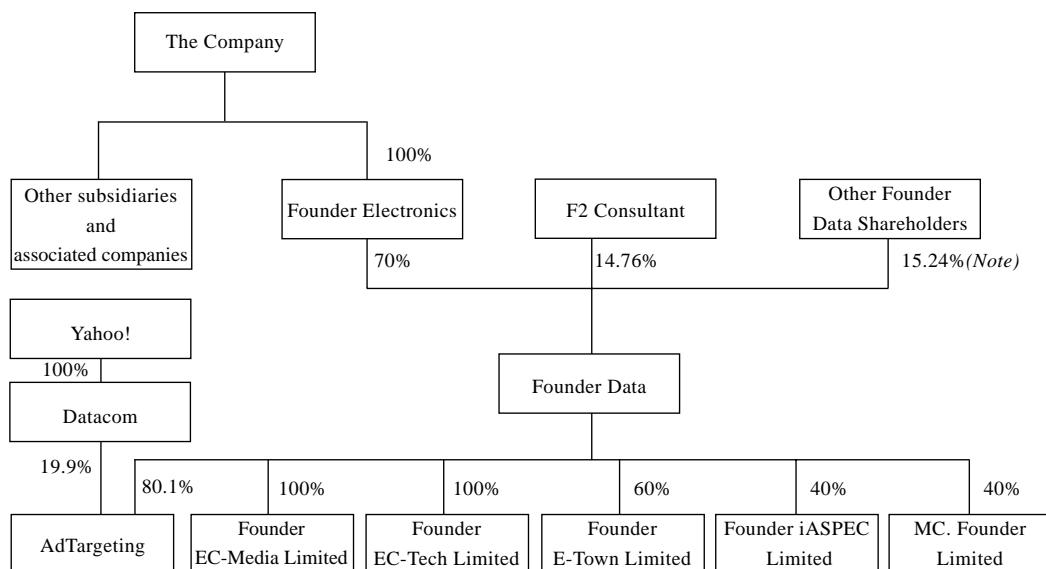 The Company
100%
Other subsidiaries
and
associated companies
Founder Electronics
F2 Consultant
Other Founder
Data Shareholders
70%
14.76%
15.24%(Note)
Yahoo!
100%
Datacom
Founder Data
19.9%
80.1%
100%
100%
60%
40%
40%
AdTargeting
Founder
EC-Media Limited
Founder
EC-Tech Limited
Founder
E-Town Limited
Founder iASPEC
Limited
MC. Founder
Limited